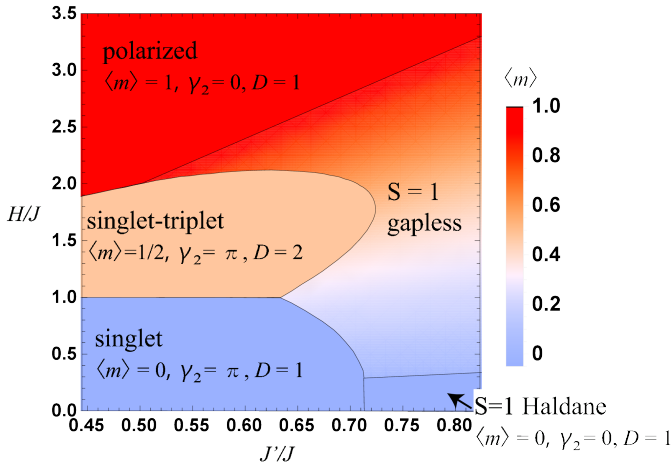 3.5
polarized
⟨m⟩ = 1, γ₂ = 0, D = 1
3.0
⟨m⟩
1.0
2.5
0.8
2.0
H/J
S = 1
gapless
singlet-triplet
0.6
1.5
⟨m⟩=1/2, γ₂= π, D = 2
0.4
1.0
0.2
singlet
0.5
⟨m⟩ = 0, γ₂= π, D = 1
0
0.0
S=1 Haldane
0.45 0.50 0.55 0.60 0.65 0.70 0.75 0.80
⟨m⟩ = 0, γ₂= 0, D = 1
J'/J